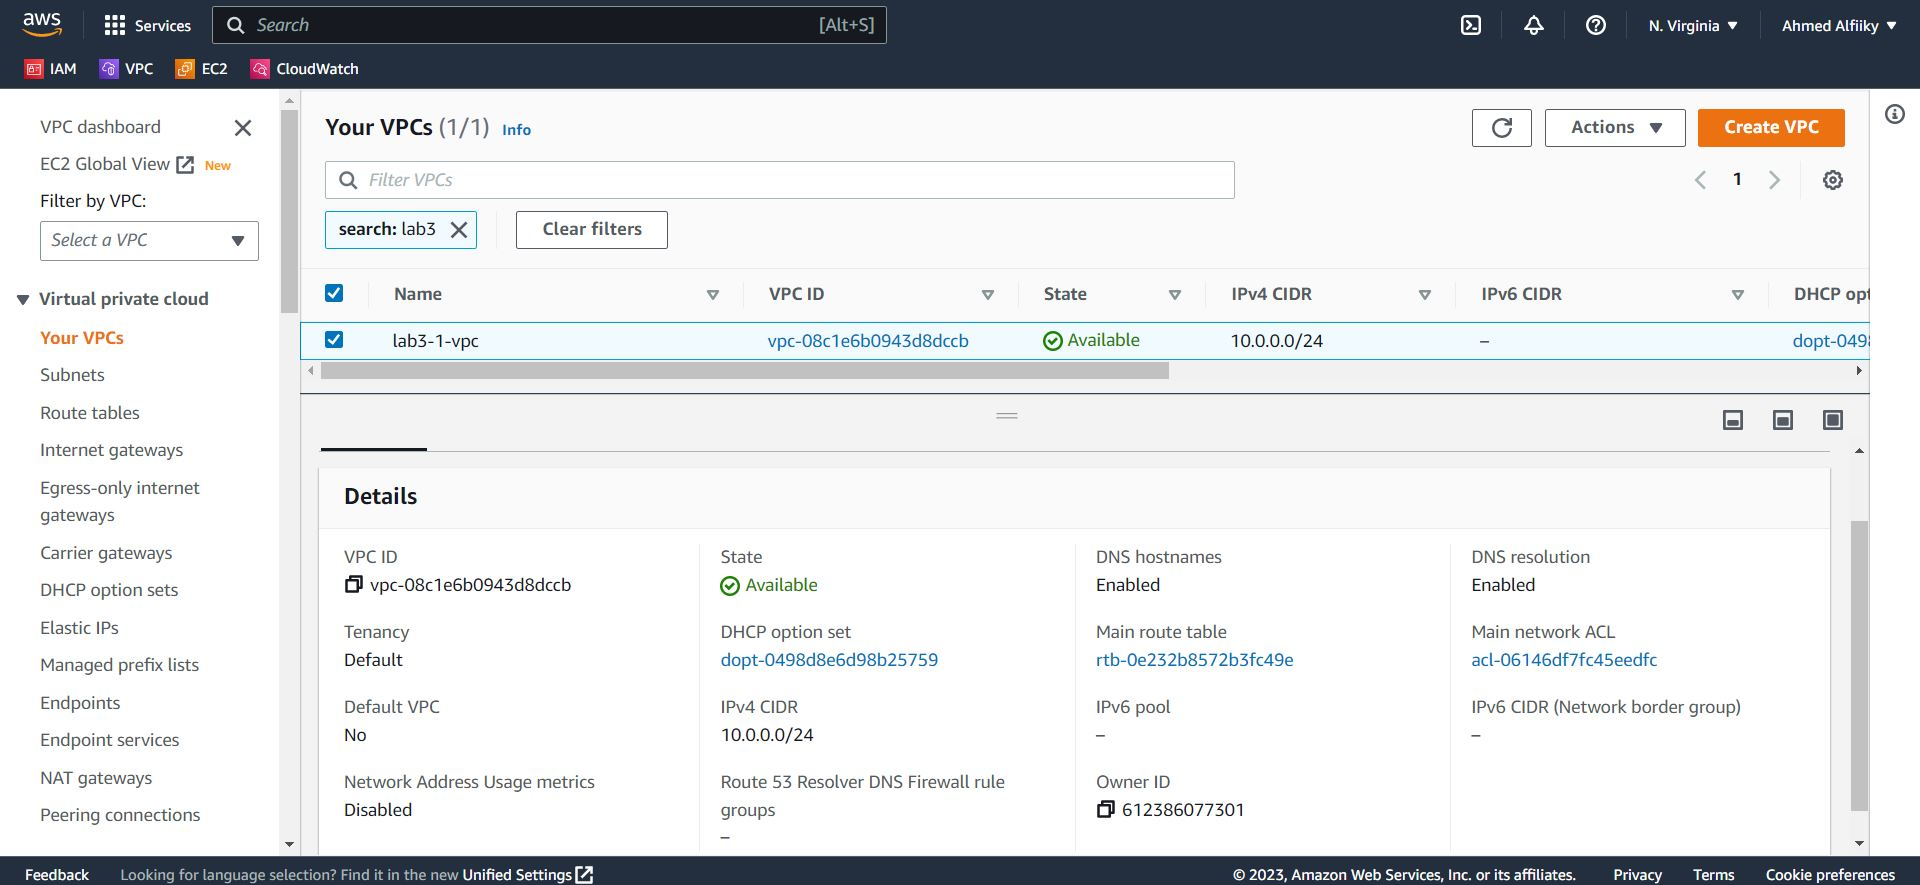 aws
Services
Search
[Alt+S]
N. Virginia
Ahmed Alfiiky
IAM
VPC
EC2
CloudWatch
VPC dashboard
EC2 Global View
New
Filter by VPC:
Select a VPC
Virtual private cloud
Your VPCs
Subnets
Route tables
Internet gateways
Egress-only internet
gateways
Carrier gateways
DHCP option sets
Elastic IPs
Managed prefix lists
Endpoints
Endpoint services
NAT gateways
Peering connections
Your VPCs (1/1) Info
Actions
Create VPC
Filter VPCs
1
search: lab3
Clear filters
Name
VPC ID
State
IPv4 CIDR
IPv6 CIDR
DHCP opt
lab3-1-vpc
vpc-08c1e6b0943d8dccb
Available
10.0.0.0/24
–
dopt-0498
Details
VPC ID
vpc-08c1e6b0943d8dccb
State
Available
DNS hostnames
Enabled
DNS resolution
Enabled
Tenancy
Default
DHCP option set
dopt-0498d8e6d98b25759
Main route table
rtb-0e232b8572b3fc49e
Main network ACL
acl-06146df7fc45eedfc
Default VPC
No
IPv4 CIDR
10.0.0.0/24
IPv6 pool
–
IPv6 CIDR (Network border group)
–
Network Address Usage metrics
Disabled
Route 53 Resolver DNS Firewall rule
groups
–
Owner ID
612386077301
Feedback
Looking for language selection? Find it in the new Unified Settings
© 2023, Amazon Web Services, Inc. or its affiliates.
Privacy
Terms
Cookie preferences